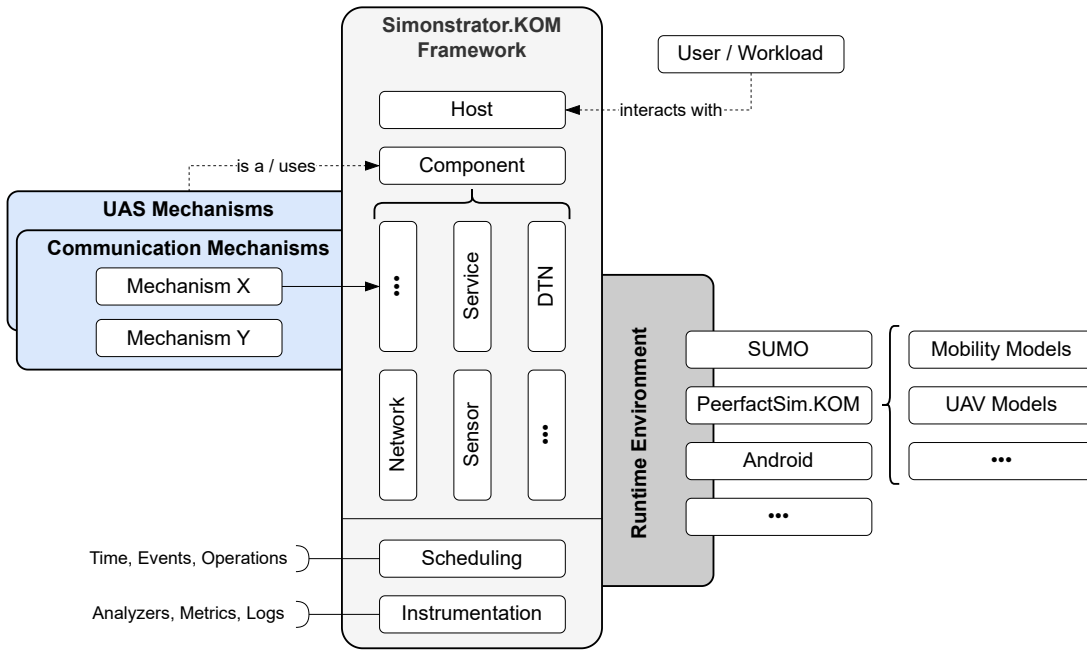 Simonstrator.KOM
Framework
User / Workload
Host
interacts with
Component
is a / uses
UAS Mechanisms
Communication Mechanisms
Mechanism X
Mechanism Y
•••
Service
DTN
Network
Sensor
•••
Runtime Environment
SUMO
PeerfactSim.KOM
Android
•••
Mobility Models
UAV Models
•••
Time, Events, Operations
Scheduling
Analyzers, Metrics, Logs
Instrumentation